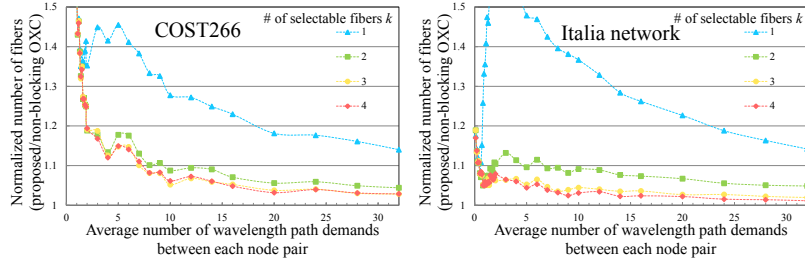 Normalized number of fibers
(proposed/non-blocking OXC)
1.5
1.4
1.3
1.2
1.1
1
COST266
# of selectable fibers k
1
2
3
4
0 5 10 15 20 25 30
Average number of wavelength path demands
between each node pair
Normalized number of fibers
(proposed/non-blocking OXC)
1.5
1.4
1.3
1.2
1.1
1
Italia network
# of selectable fibers k
1
2
3
4
0 5 10 15 20 25 30
Average number of wavelength path demands
between each node pair